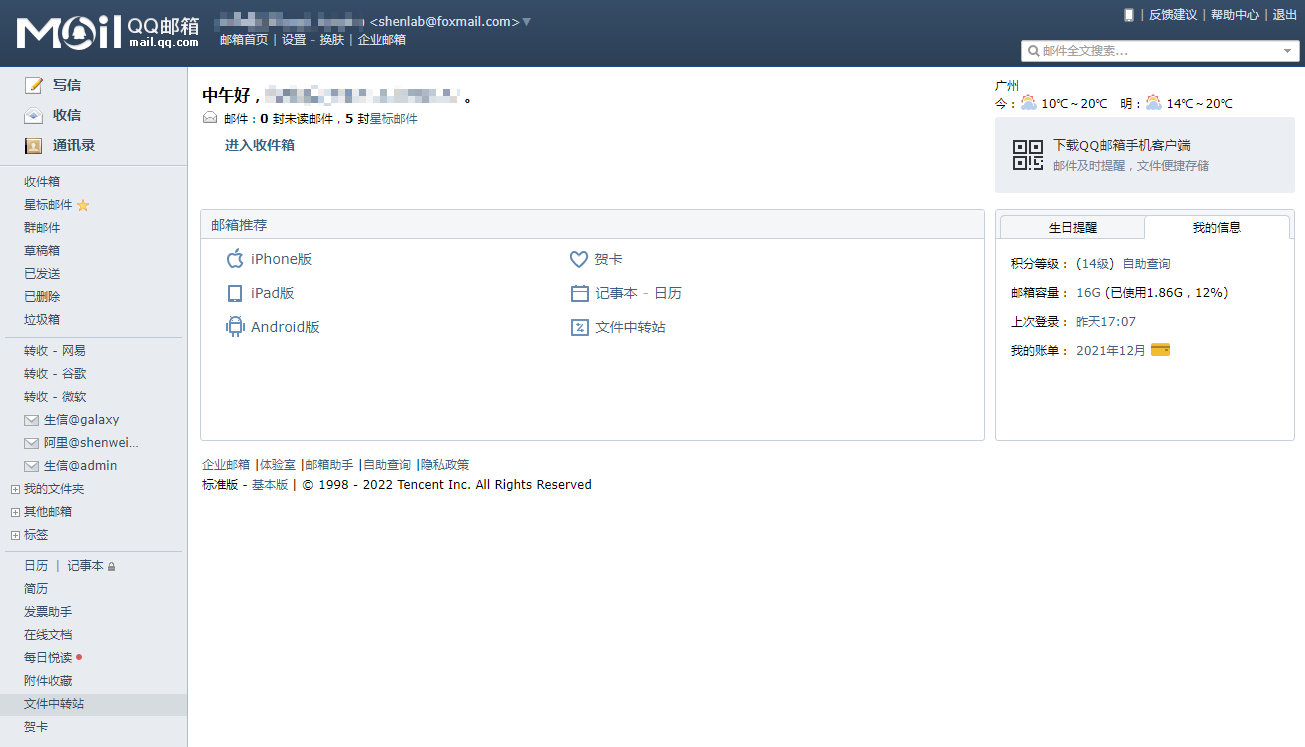 Mail QQ邮箱 mail.qq.com
<shenlab@foxmail.com>
邮箱首页 | 设置 - 换肤 | 企业邮箱
| 反馈建议 | 帮助中心 | 退出
邮件全文搜索...
写信
收信
通讯录
收件箱
星标邮件
群邮件
草稿箱
已发送
已删除
垃圾箱
转收 - 网易
转收 - 谷歌
转收 - 微软
生信@galaxy
阿里@shenwei...
生信@admin
我的文件夹
其他邮箱
标签
日历 | 记事本
简历
发票助手
在线文档
每日悦读
附件收藏
文件中转站
贺卡
中午好，。
邮件：0 封未读邮件，5 封星标邮件
进入收件箱
广州
今： 10℃~20℃ 明： 14℃~20℃
下载QQ邮箱手机客户端
邮件及时提醒，文件便捷存储
邮箱推荐
iPhone版
贺卡
iPad版
记事本 - 日历
Android版
文件中转站
生日提醒
我的信息
积分等级： (14级) 自助查询
邮箱容量： 16G (已使用1.86G，12%)
上次登录： 昨天17:07
我的账单： 2021年12月
企业邮箱 |体验室 |邮箱助手 |自助查询 |隐私政策
标准版 - 基本版 | © 1998 - 2022 Tencent Inc. All Rights Reserved